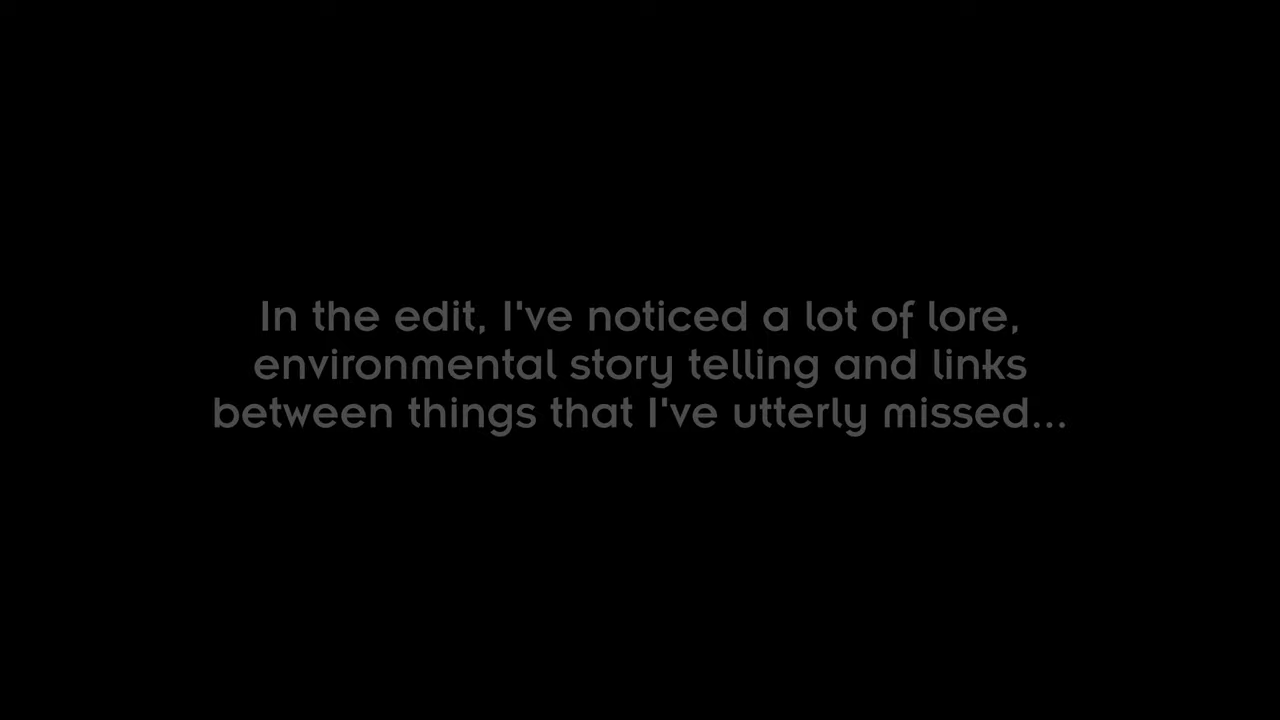 In the edit, I've noticed a lot of lore,
environmental story telling and links
between things that I've utterly missed...